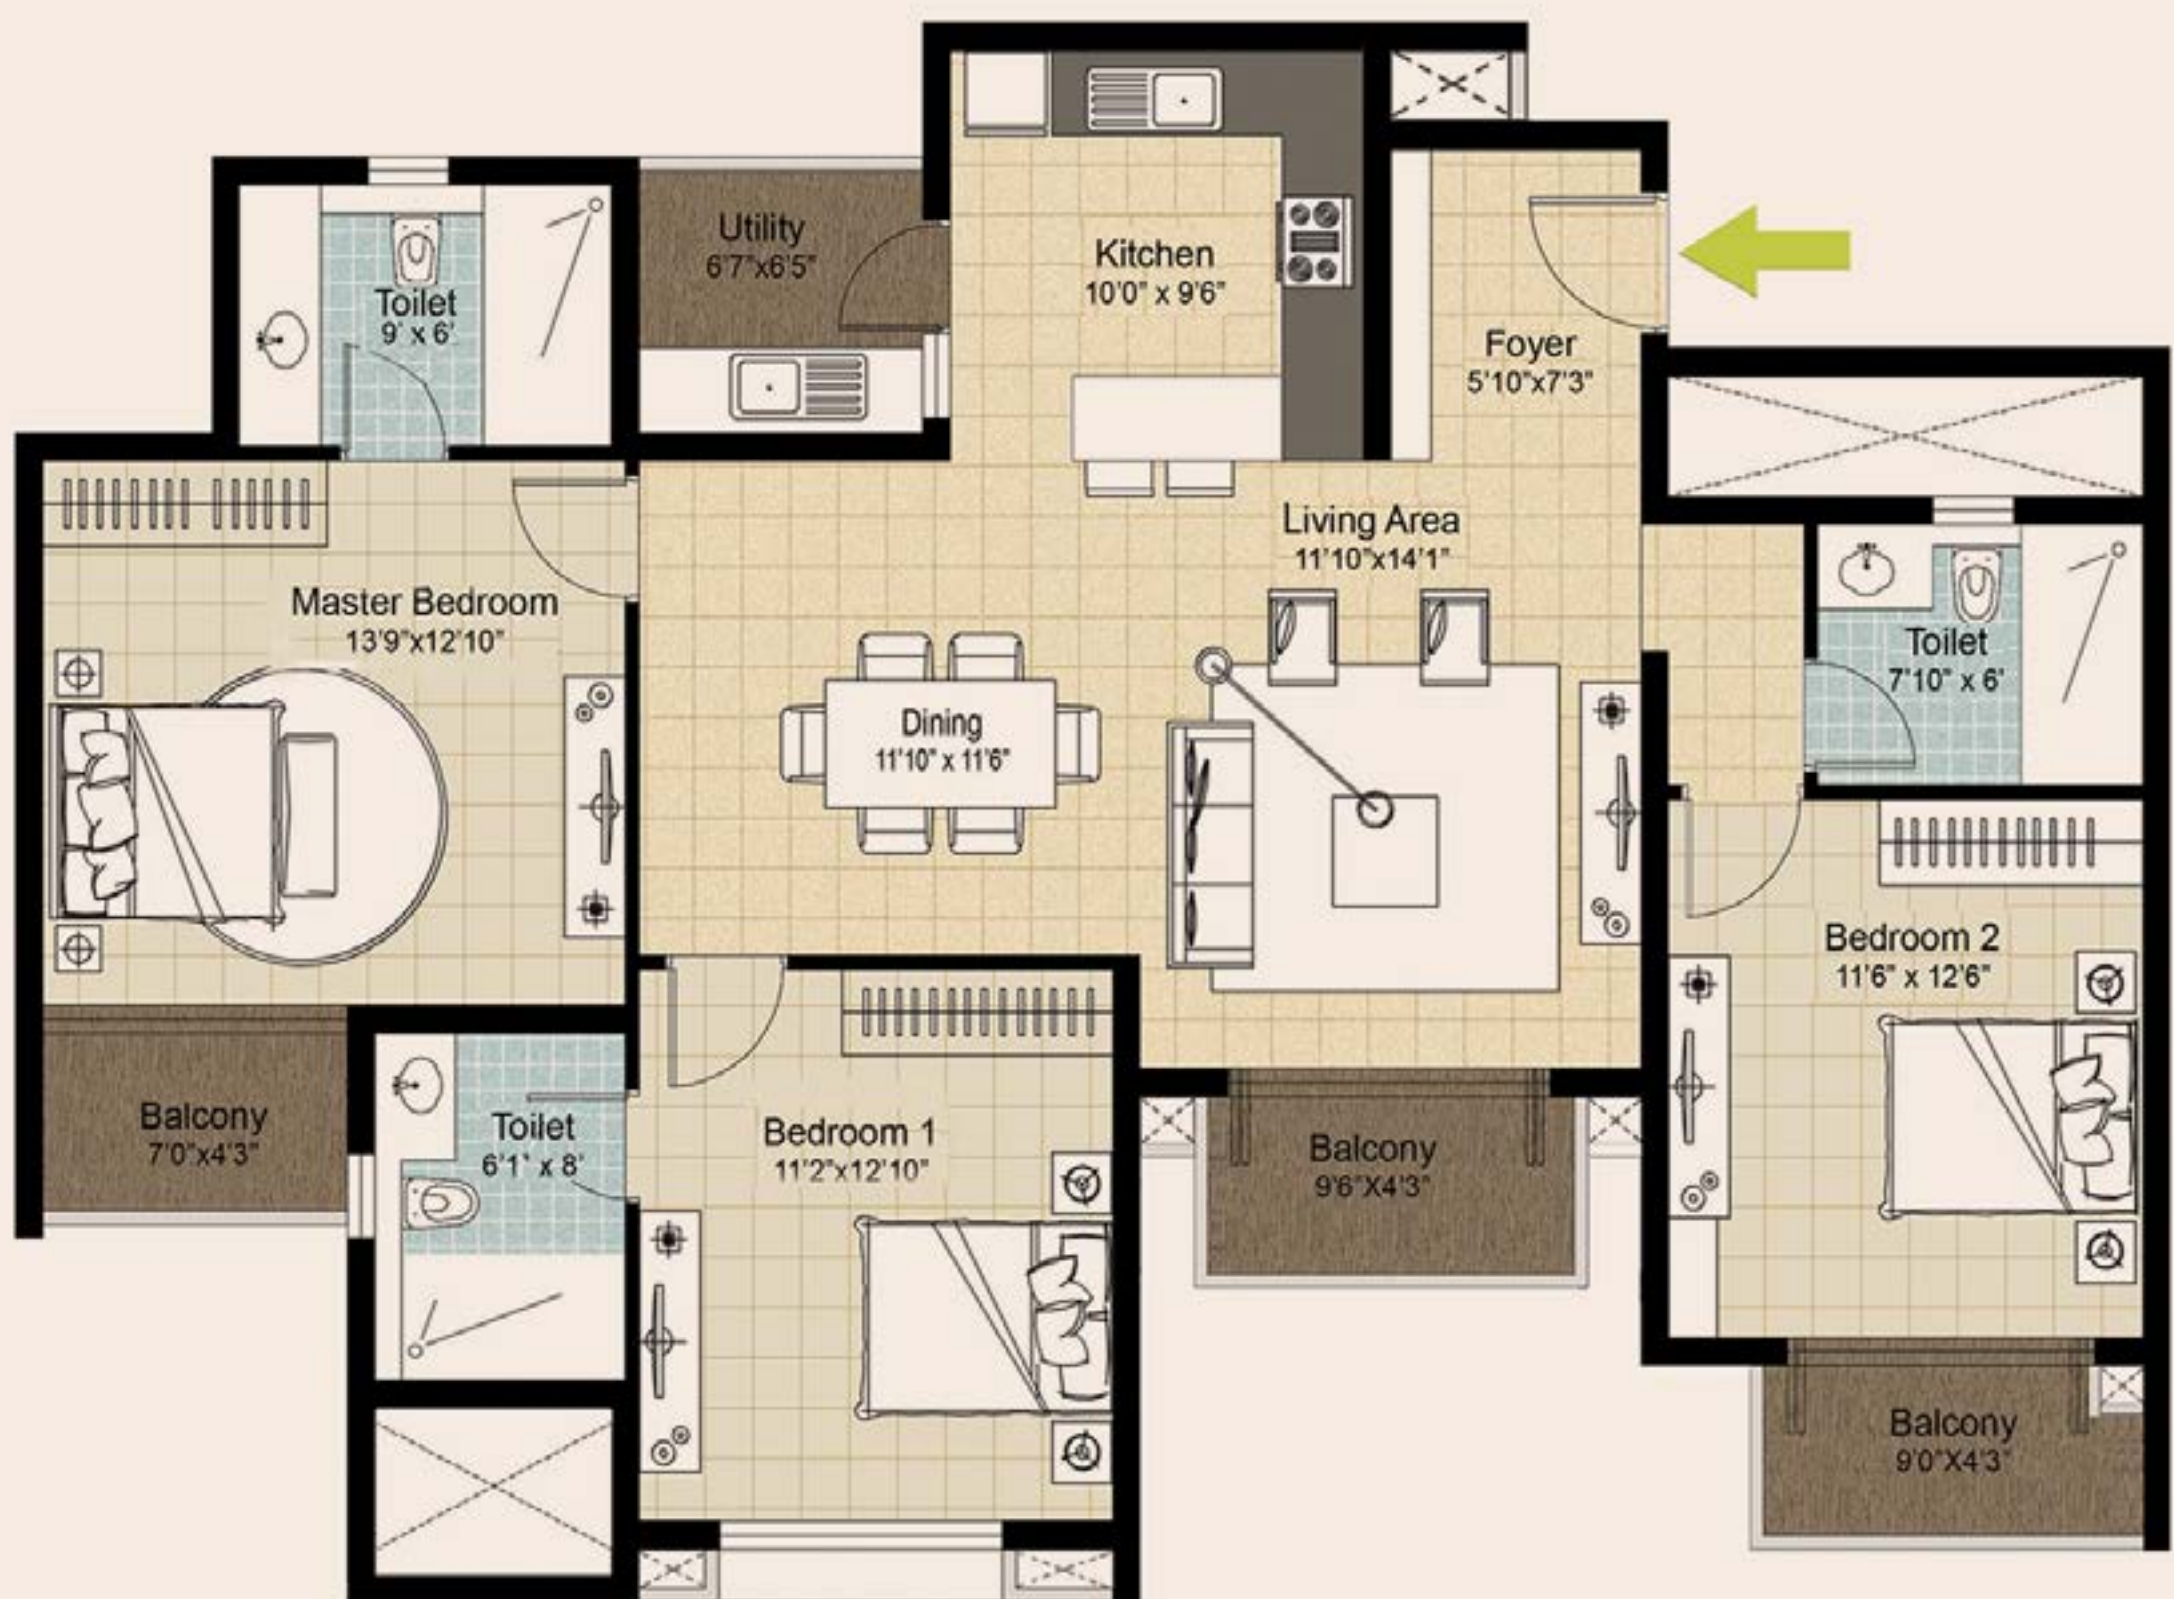 Utility
6'7"x6'5"
Kitchen
10'0" x 9'6"
Toilet
9' x 6'
Foyer
5'10"x7'3"
Living Area
11'10"x14'1"
Master Bedroom
13'9"x12'10"
Toilet
7'10" x 6'
Dining
11'10" x 11'6"
Bedroom 2
11'6" x 12'6"
Balcony
7'0"x4'3"
Toilet
6'1" x 8'
Bedroom 1
11'2"x12'10"
Balcony
9'6"X4'3"
Balcony
9'0"X4'3"